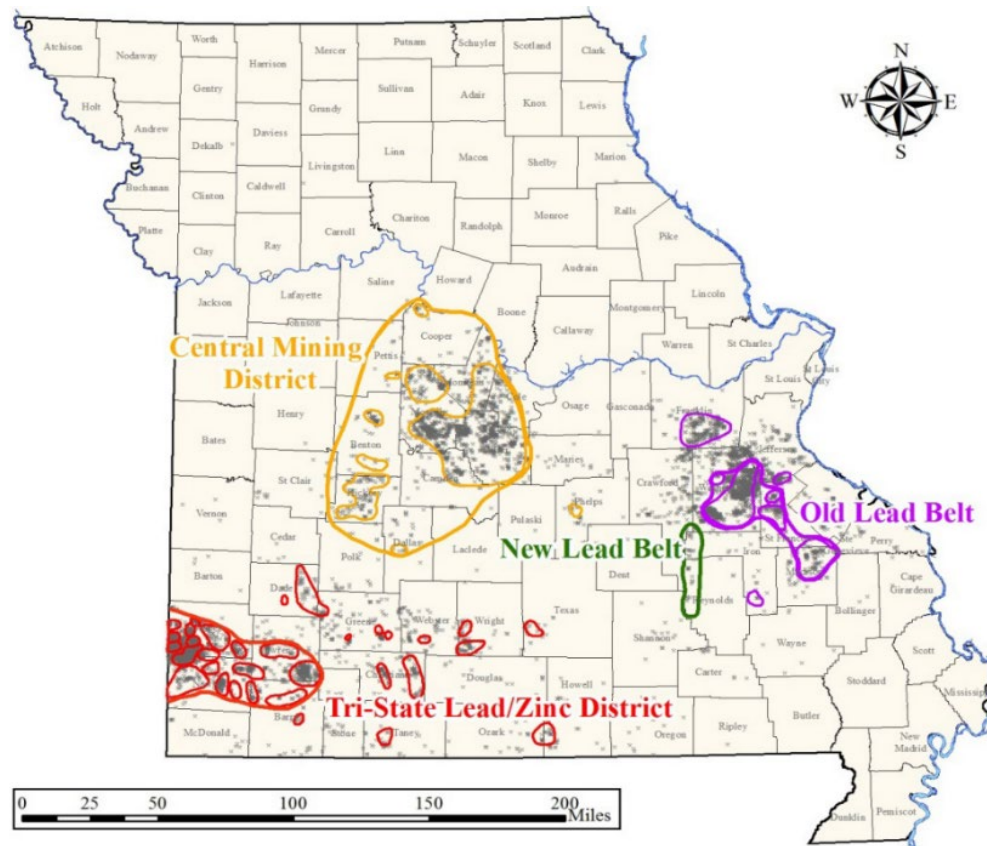 Atchison
Nodaway
Worth
Harrison
Mercer
Putnam
Schuyler
Scotland
Clark
N
W
E
S
Holt
Gentry
Grundy
Sullivan
Adair
Knox
Lewis
Andrew
Dekalb
Daviess
Livingston
Linn
Macon
Shelby
Marion
Buchanan
Clinton
Caldwell
Chariton
Randolph
Monroe
Ralls
Pike
Platte
Clay
Ray
Carroll
Howard
Audrain
Jackson
Lafayette
Saline
Boone
Callaway
Montgomery
Lincoln
Johnson
Pettis
Cooper
Warren
St Charles
Central Mining
District
St Louis
St Louis
City
Henry
Osage
Gasconade
Franklin
Jefferson
Bates
Benton
Maries
Crawford
St Clair
Phelps
Vernon
Pulaski
Cedar
Polk
Dallas
Laclede
New Lead Belt
Old Lead Belt
Iron
Perry
Barton
Dade
Dent
Reynolds
Cape
Girardeau
Bollinger
Greene
Webster
Wright
Texas
Shannon
Wayne
Scott
Douglas
Howell
Carter
Stoddard
Mississippi
Tri-State Lead/Zinc District
McDonald
Stone
Taney
Ozark
Oregon
Ripley
Butler
New
Madrid
Dunklin
Pemiscot
0 25 50 100 150 200
Miles